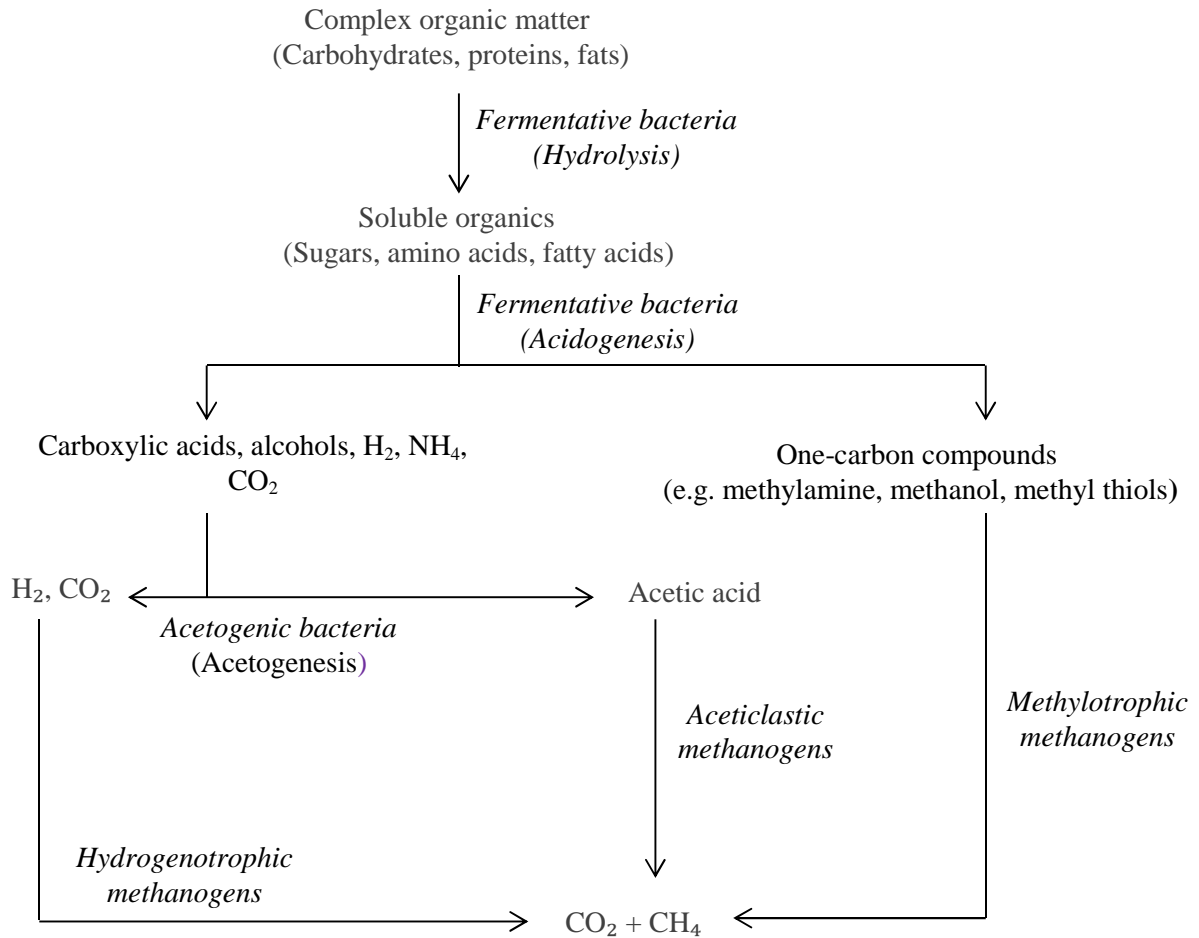 Complex organic matter
(Carbohydrates, proteins, fats)
Fermentative bacteria
(Hydrolysis)
Soluble organics
(Sugars, amino acids, fatty acids)
Fermentative bacteria
(Acidogenesis)
Carboxylic acids, alcohols, H₂, NH₄,
CO₂
One-carbon compounds
(e.g. methylamine, methanol, methyl thiols)
H₂, CO₂
Acetic acid
Acetogenic bacteria
(Acetogenesis)
Aceticlastic
methanogens
Methylotrophic
methanogens
Hydrogenotrophic
methanogens
CO₂ + CH₄